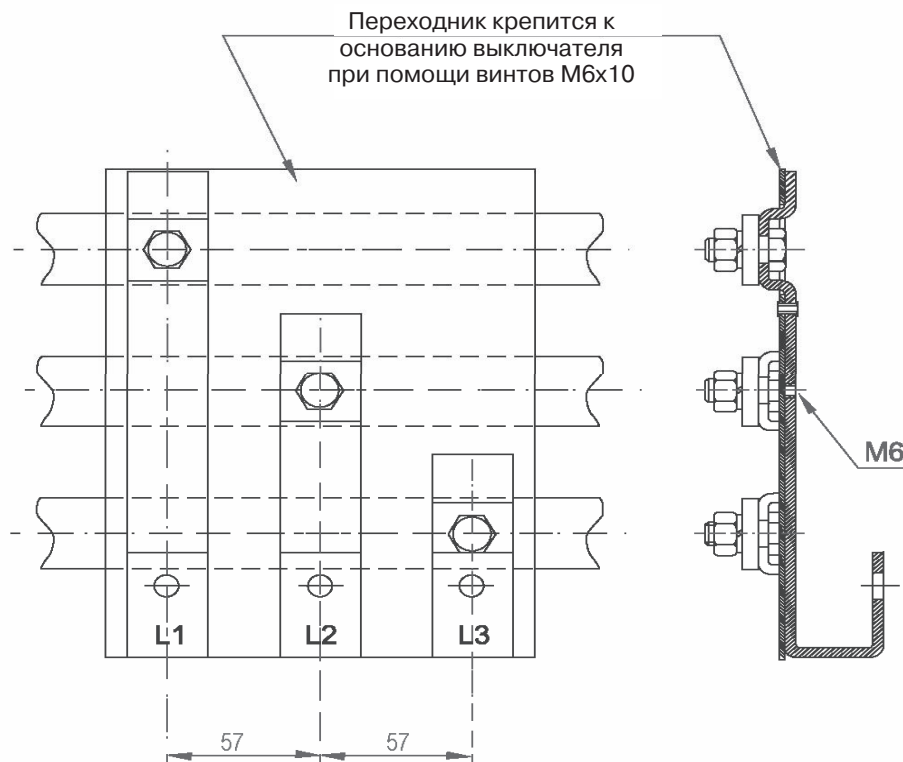 Переходник крепится к
основанию выключателя
при помощи винтов М6х10
М6
L1 L2 L3
57 57